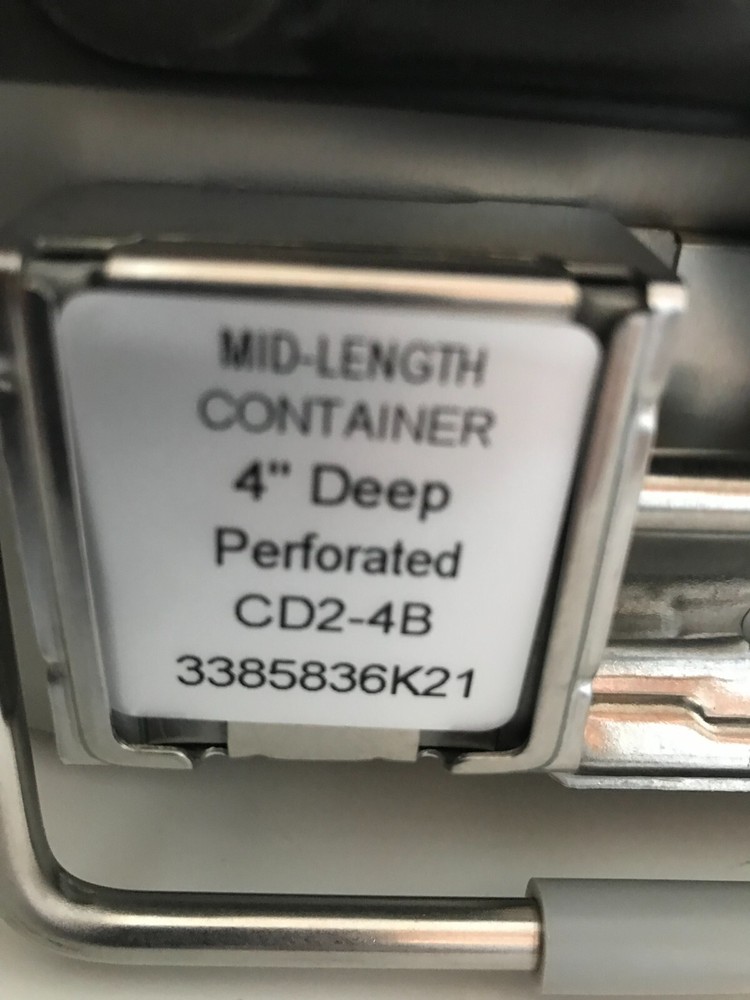 MID-LENGTH
CONTAINER
4" Deep
Perforated
CD2-4B
3385836K21